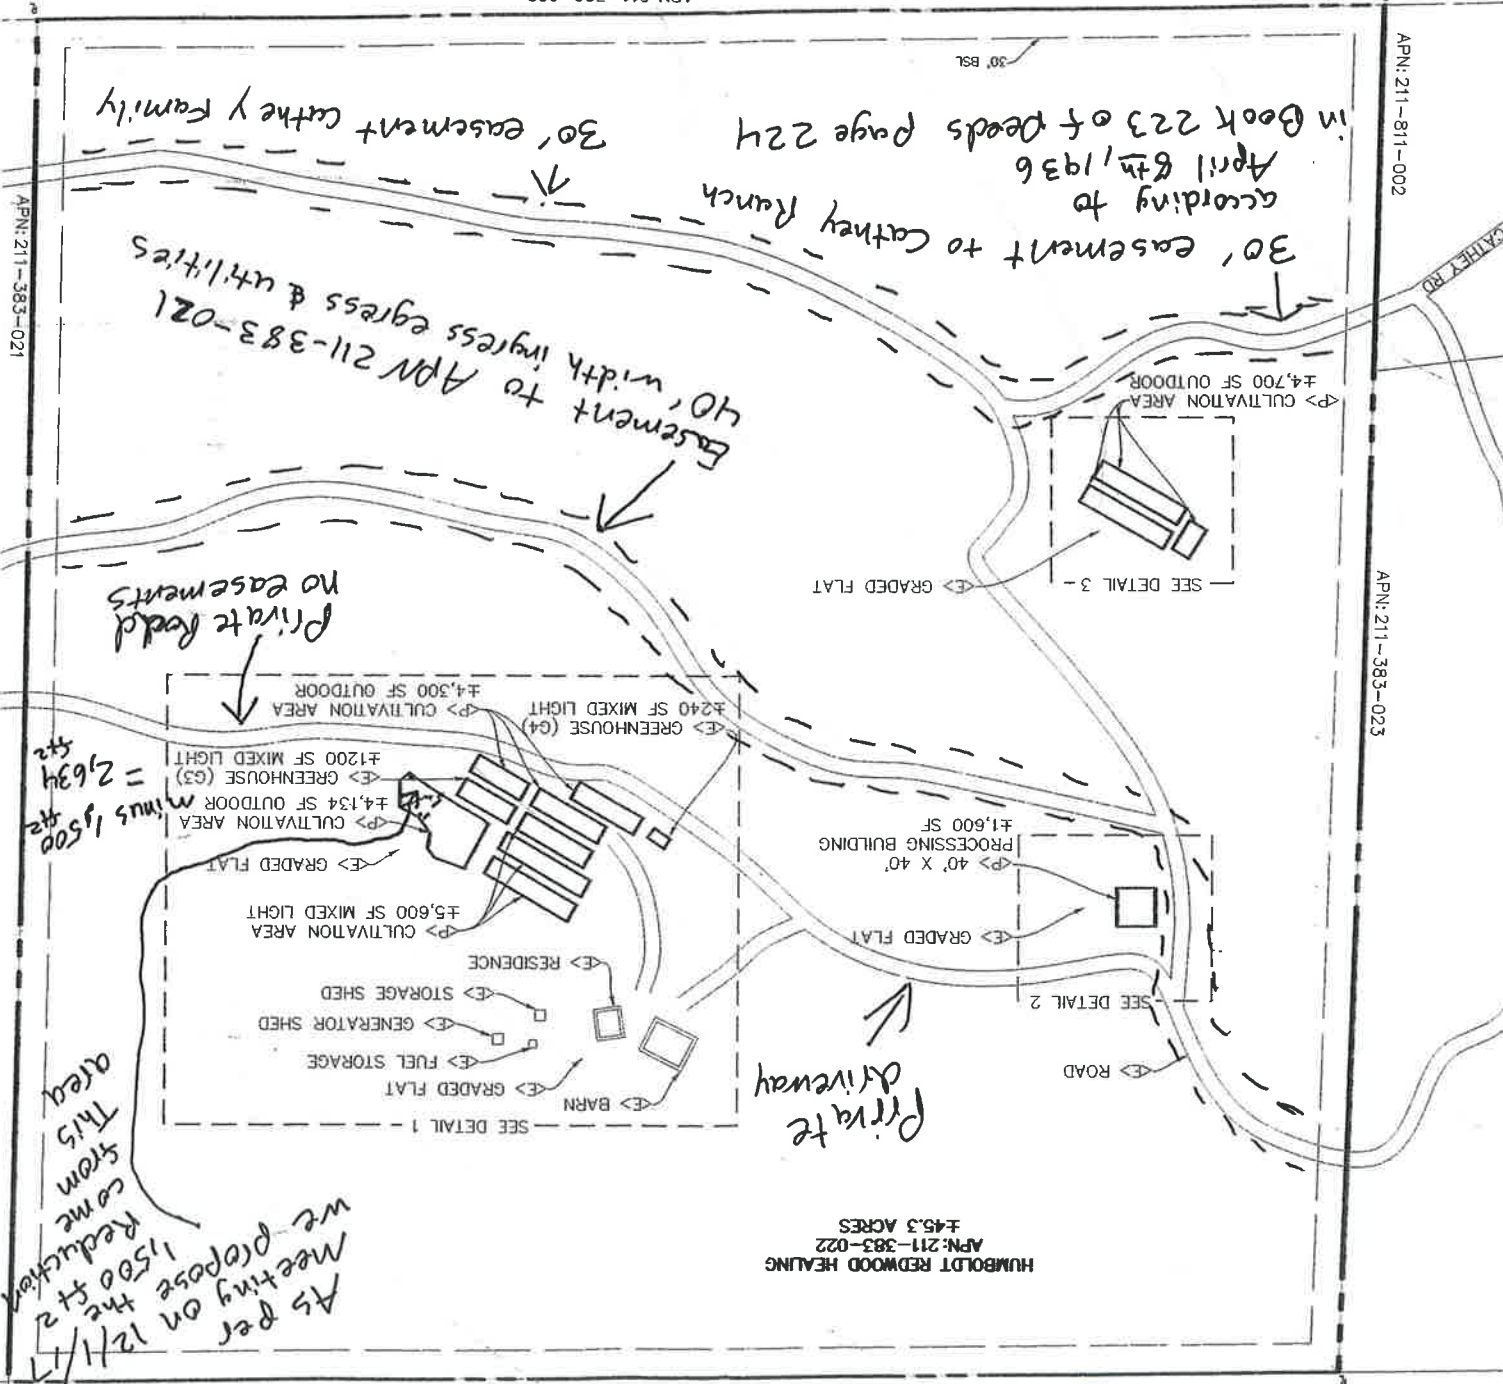 As per
meeting on 12/1/17
we propose the
1,500 ft2
Reduction
come
from
This
area
HUMBOLDT REDWOOD HEALING
APN: 211-383-022
±45.3 ACRES
Private
driveway
<E> ROAD
SEE DETAIL 2
<E> GRADED FLAT
<P> 40' X 40'
PROCESSING BUILDING
±1,600 SF
SEE DETAIL 1
<E> BARN
<E> GRADED FLAT
<E> FUEL STORAGE
<E> GENERATOR SHED
<E> STORAGE SHED
<E> RESIDENCE
<P> CULTIVATION AREA
±5,600 SF MIXED LIGHT
<E> GRADED FLAT
<P> CULTIVATION AREA
±4,134 SF OUTDOOR
minus 1,500
ft2
= 2,634
ft2
<E> GREENHOUSE (G3)
±1200 SF MIXED LIGHT
<E> GREENHOUSE (G4)
±240 SF MIXED LIGHT
<P> CULTIVATION AREA
±4,300 SF OUTDOOR
Private Road
no easements
SEE DETAIL 3
<E> GRADED FLAT
<P> CULTIVATION AREA
±4,700 SF OUTDOOR
Easement to APN 211-383-021
40' width ingress egress & utilities
30' easement to Cathey Ranch
according to
April 8th, 1936
in Book 223 of Deeds Page 224
30' easement Cathey Family
30' BSL
CATHEY RD
APN: 211-383-023
APN: 211-811-002
APN: 211-383-021